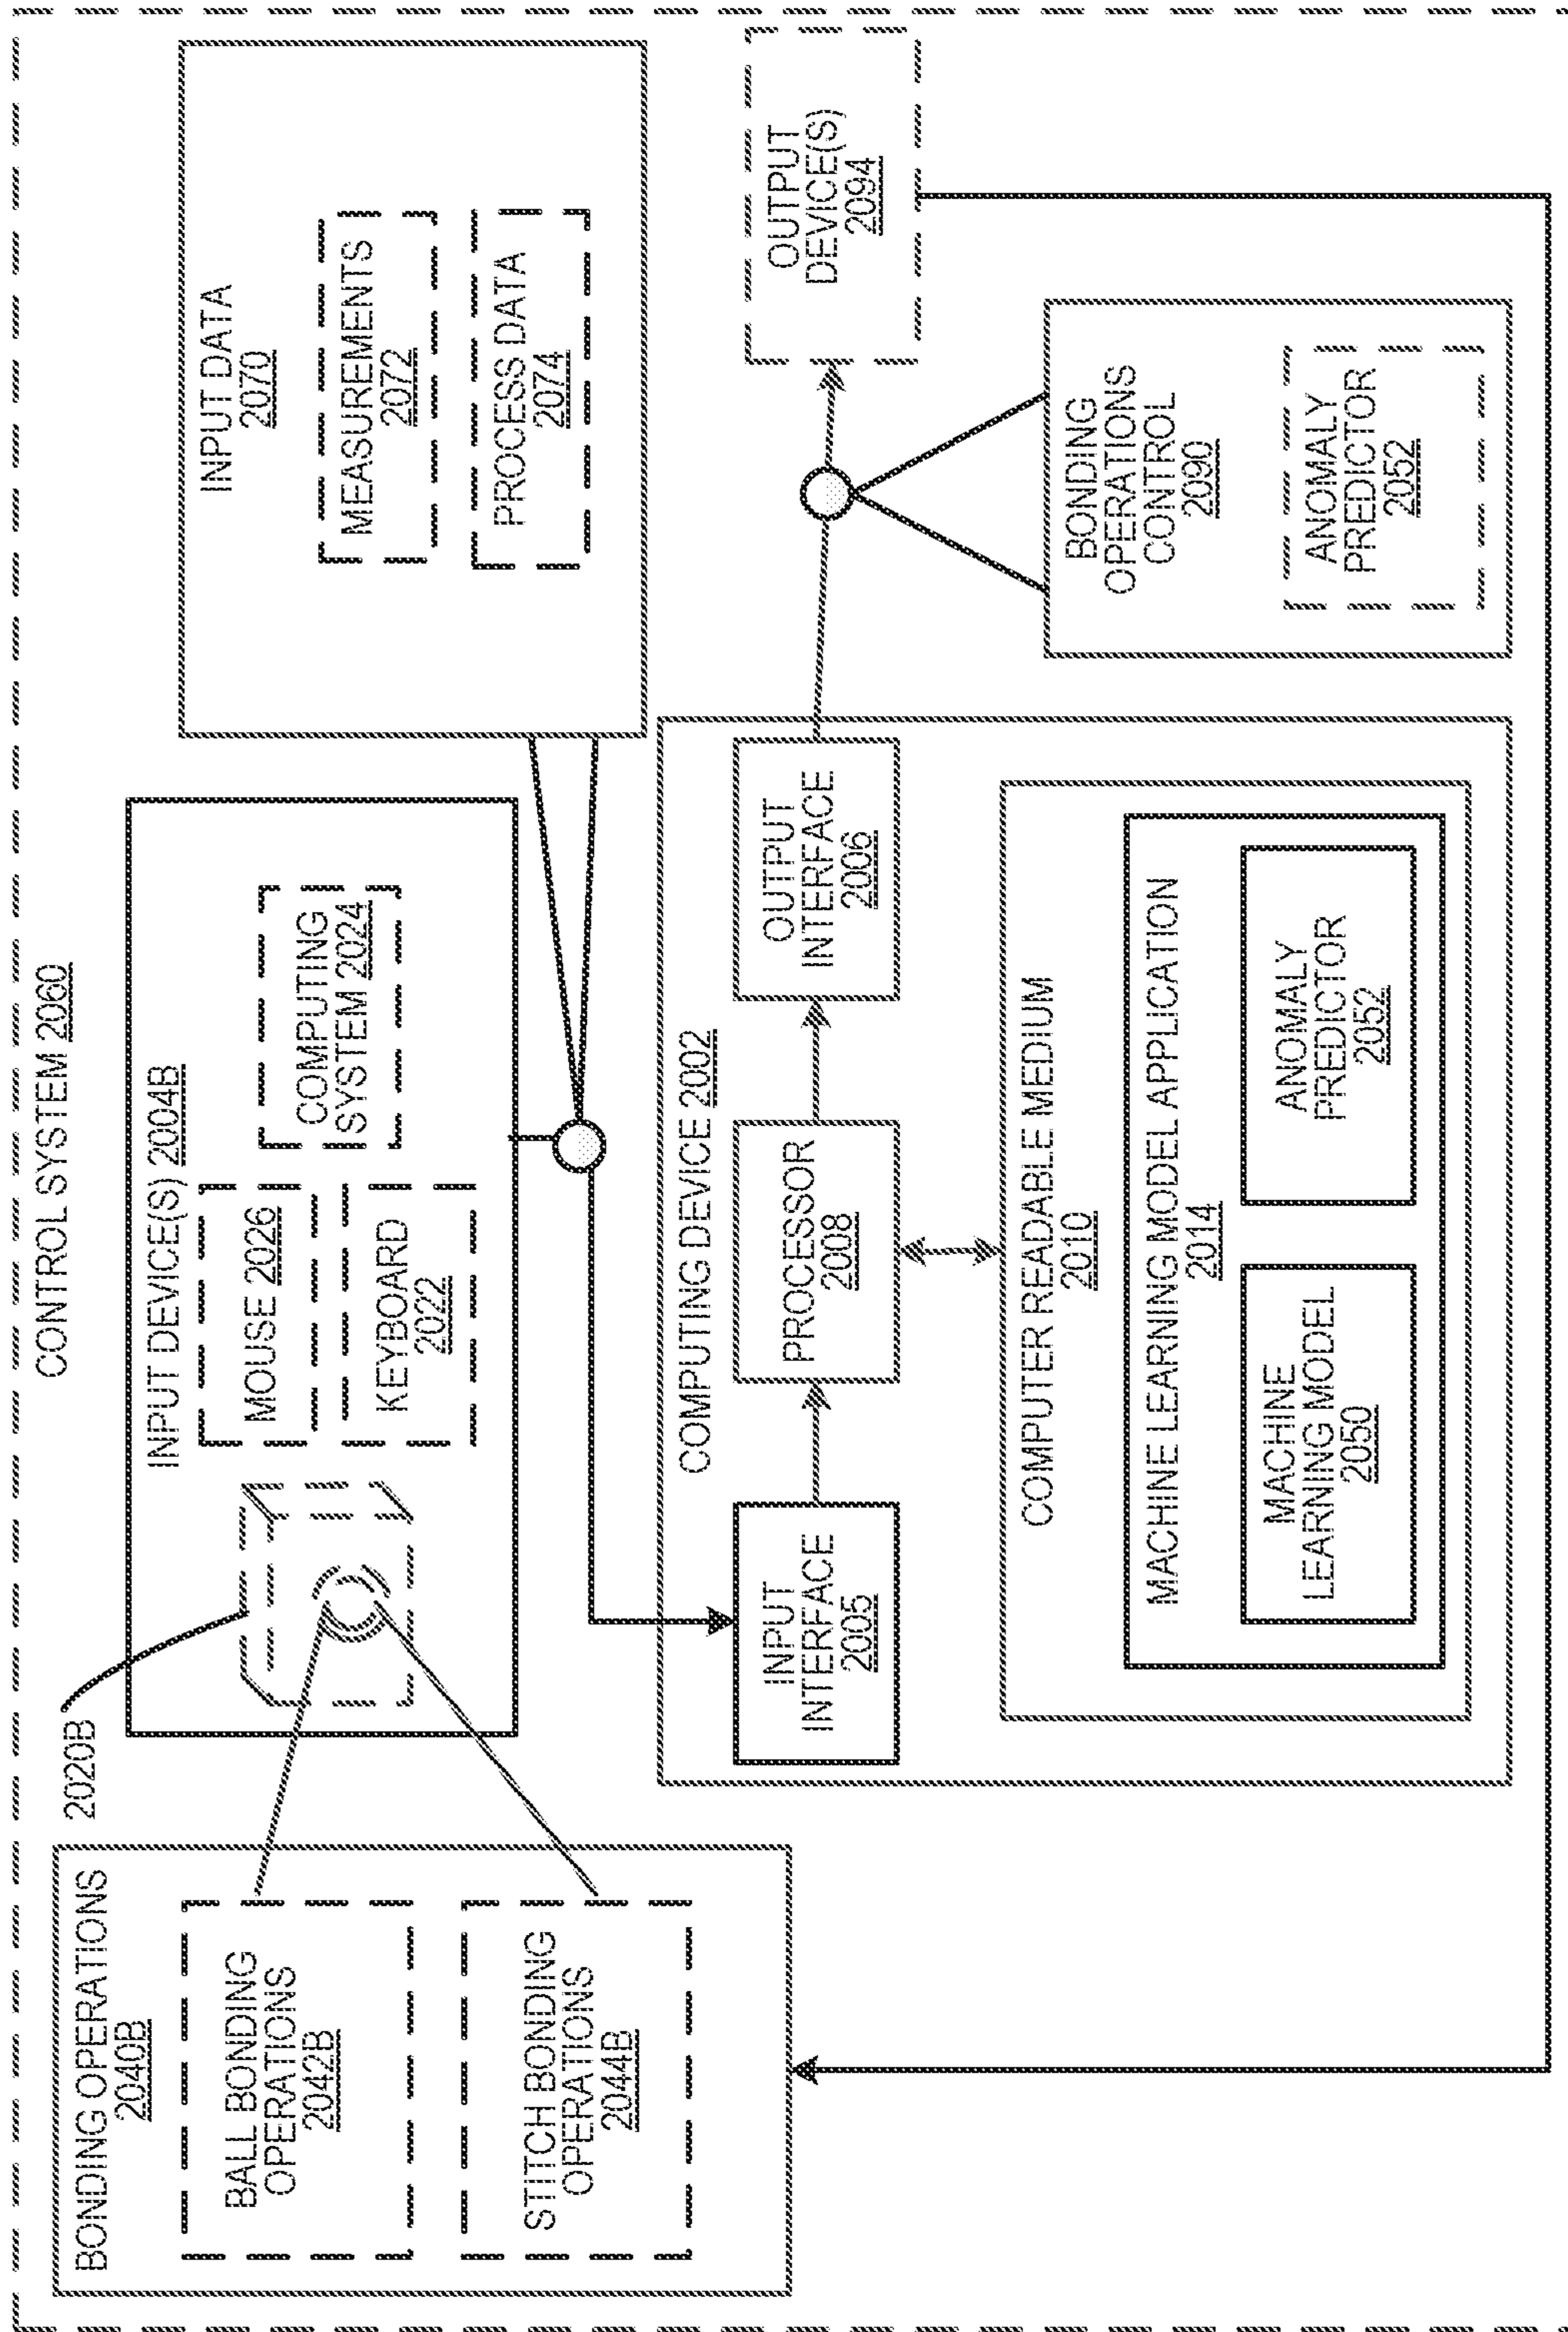 CONTROL SYSTEM 2060
BONDING OPERATIONS
2040B
BALL BONDING
OPERATIONS
2042B
STITCH BONDING
OPERATIONS
2044B
2020B
INPUT DEVICE(S) 2004B
MOUSE 2026
KEYBOARD
2022
COMPUTING
SYSTEM 2024
INPUT DATA
2070
MEASUREMENTS
2072
PROCESS DATA
2074
COMPUTING DEVICE 2002
INPUT
INTERFACE
2005
PROCESSOR
2008
OUTPUT
INTERFACE
2006
COMPUTER READABLE MEDIUM
2010
MACHINE LEARNING MODEL APPLICATION
2014
MACHINE
LEARNING MODEL
2050
ANOMALY
PREDICTOR
2052
OUTPUT
DEVICE(S)
2094
BONDING
OPERATIONS
CONTROL
2090
ANOMALY
PREDICTOR
2052